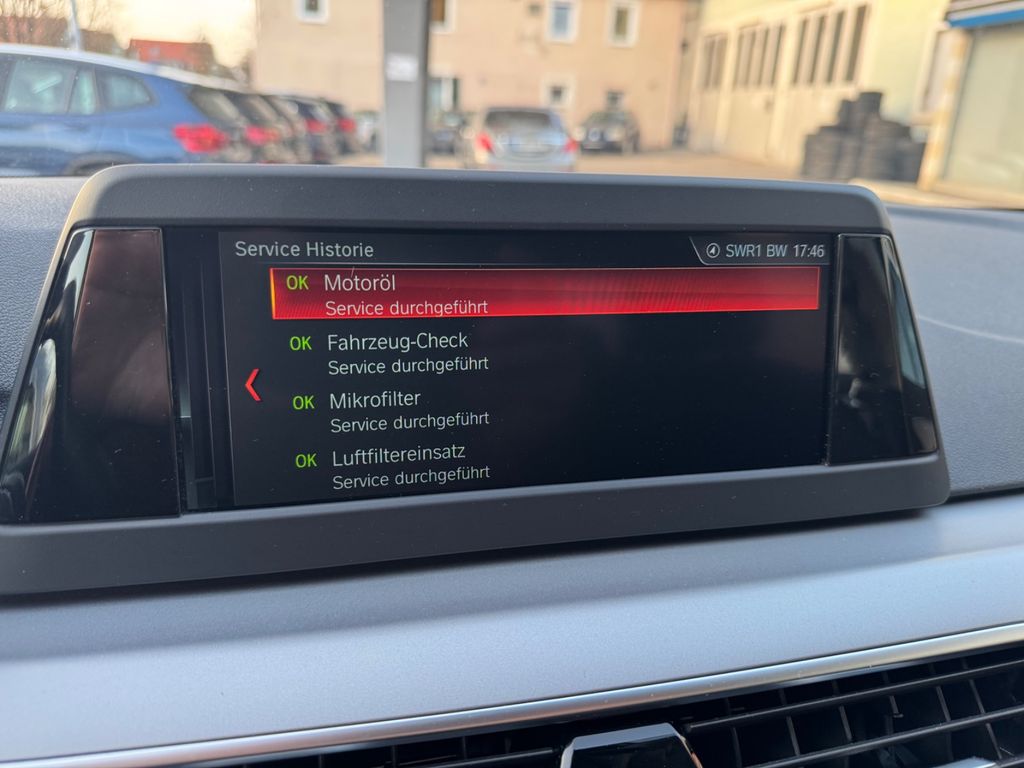 Service Historie
SWR1 BW 17:46
OK Motoröl
Service durchgeführt
OK Fahrzeug-Check
Service durchgeführt
OK Mikrofilter
Service durchgeführt
OK Luftfiltereinsatz
Service durchgeführt